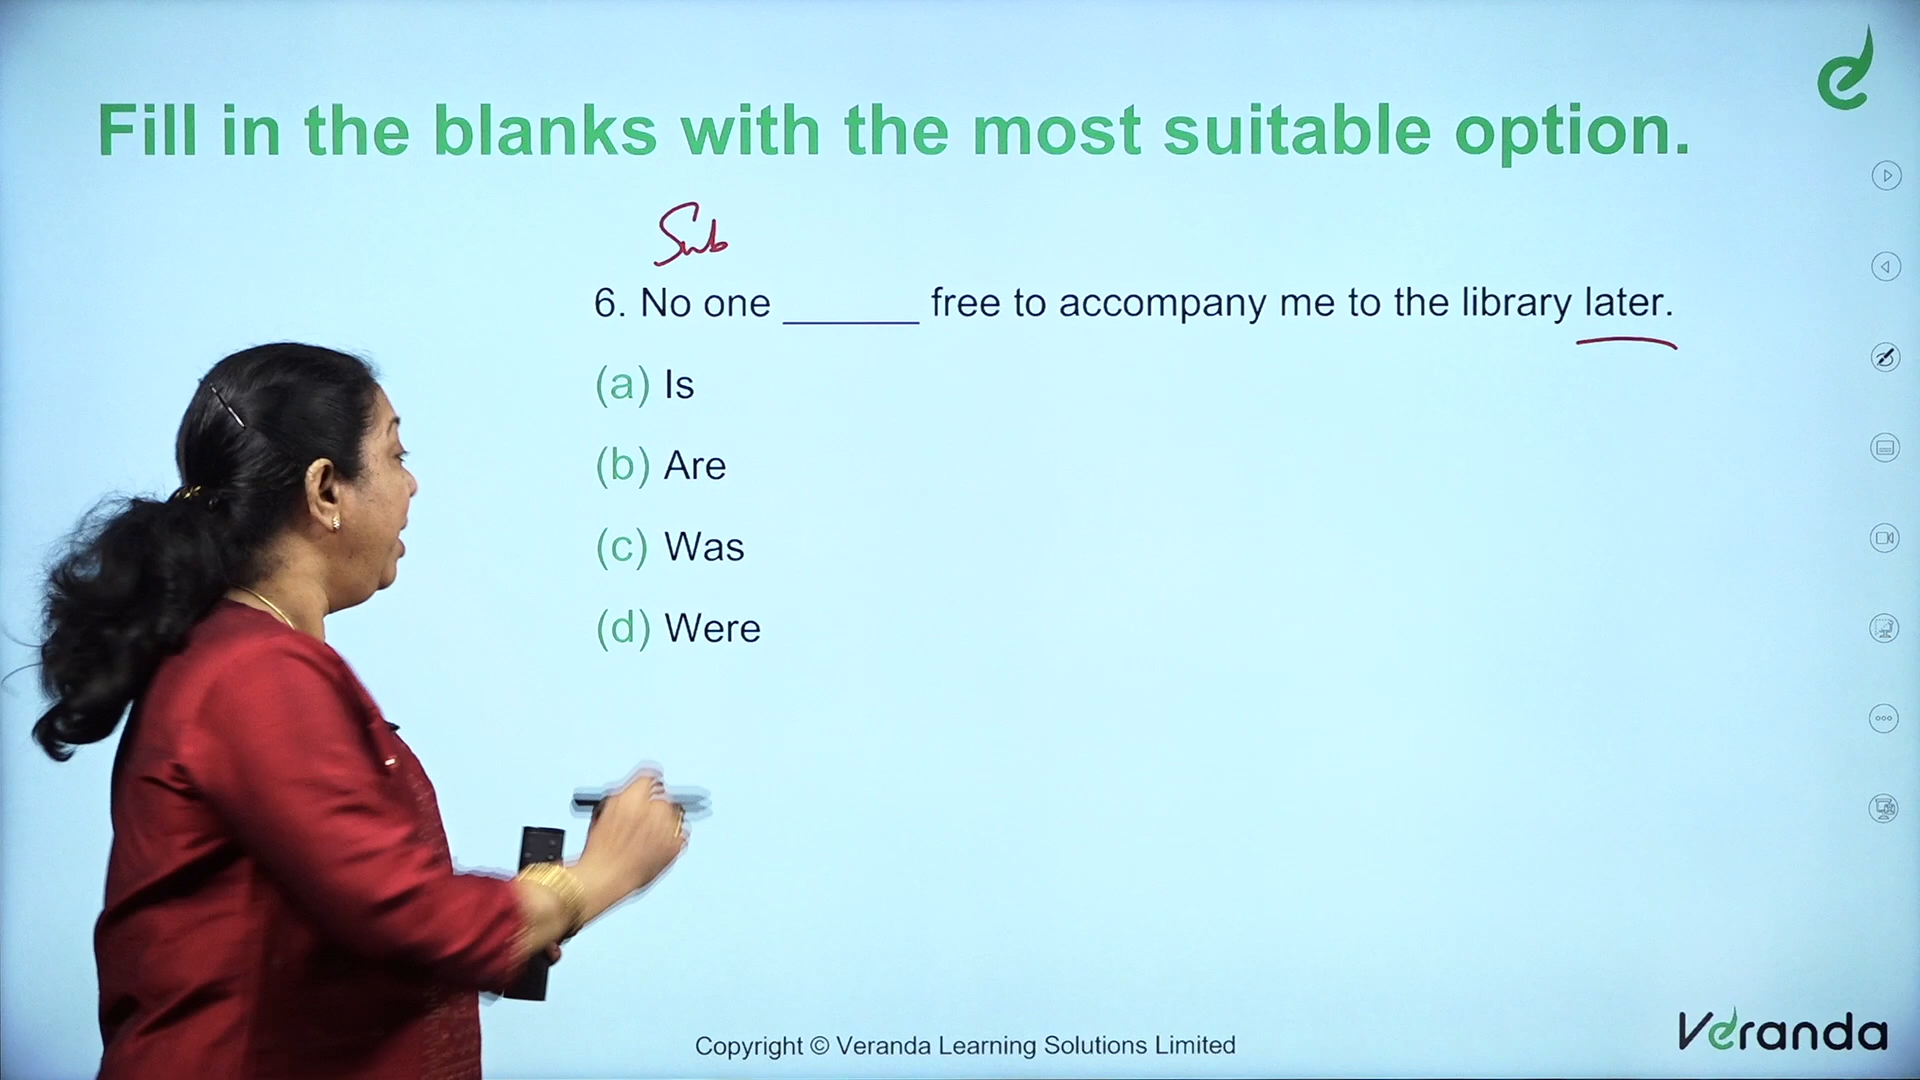 Fill in the blanks with the most suitable option.
Sub
6. No one ______ free to accompany me to the library later.
(a) Is
(b) Are
(c) Was
(d) Were
Copyright © Veranda Learning Solutions Limited
Veranda